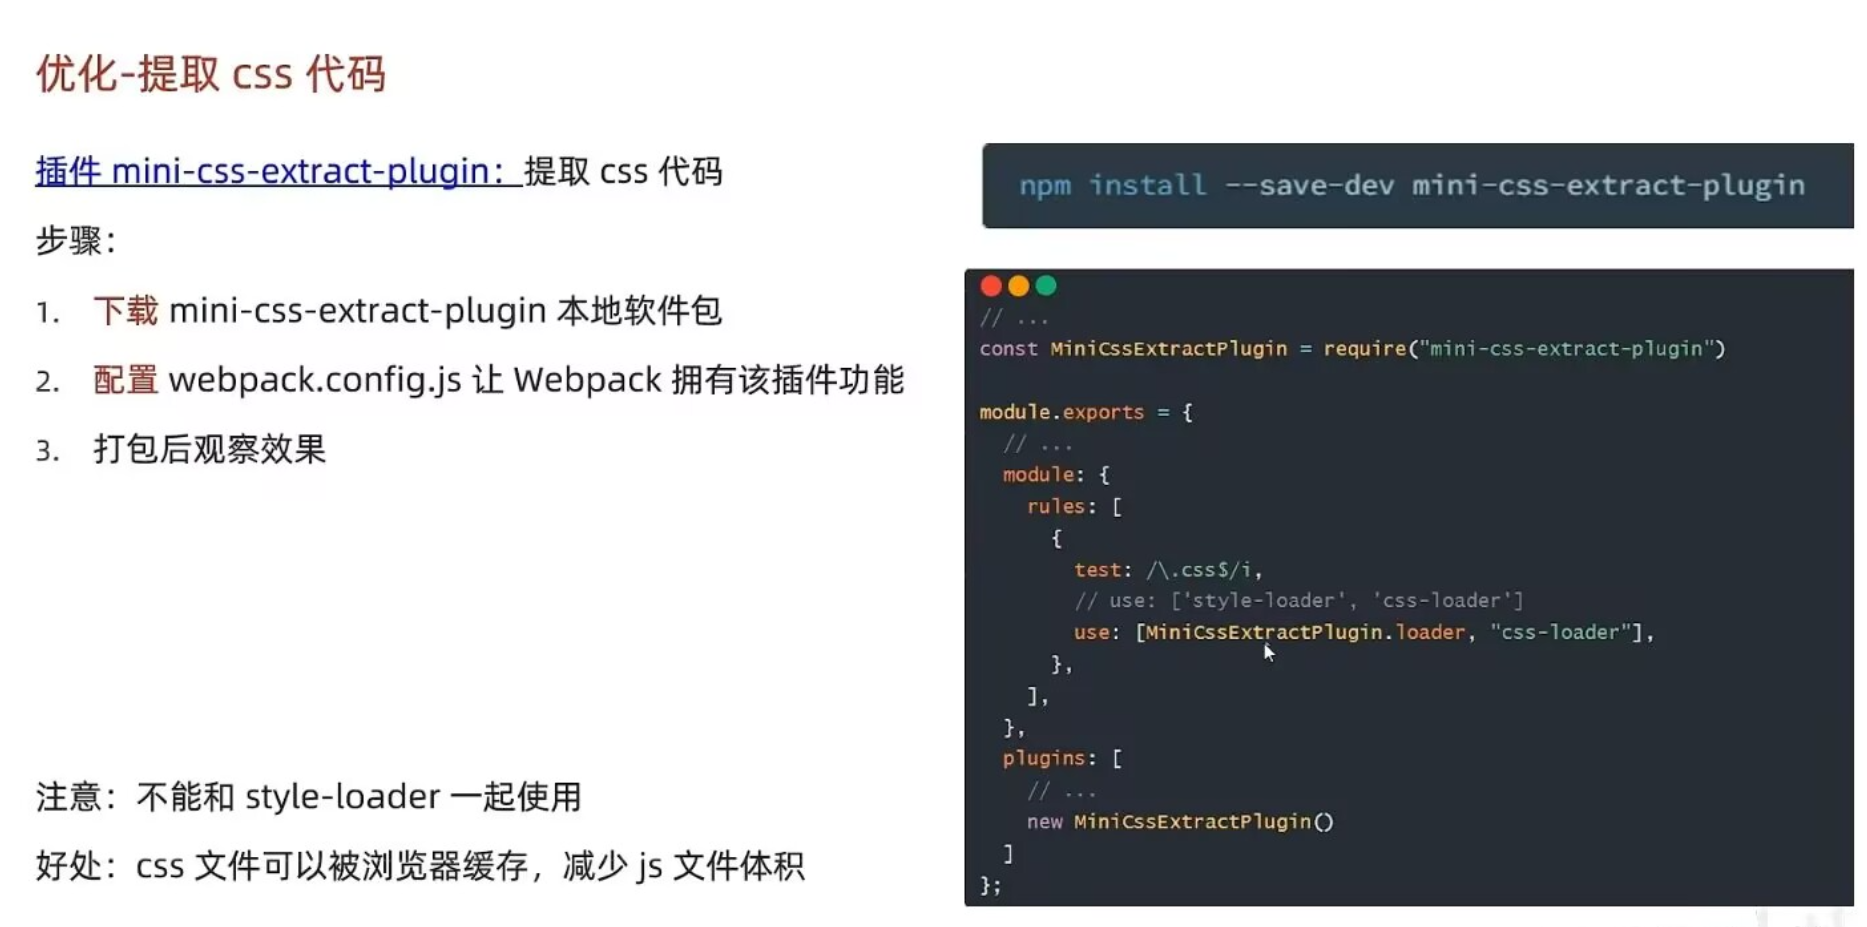 优化-提取 css 代码
插件 mini-css-extract-plugin：提取 css 代码
步骤：
1. 下载 mini-css-extract-plugin 本地软件包
2. 配置 webpack.config.js 让 Webpack 拥有该插件功能
3. 打包后观察效果
注意：不能和 style-loader 一起使用
好处：css 文件可以被浏览器缓存，减少 js 文件体积
npm install --save-dev mini-css-extract-plugin
// ...
const MiniCssExtractPlugin = require("mini-css-extract-plugin")
module.exports = {
  // ...
  module: {
    rules: [
      {
        test: /\.css$/i,
        // use: ['style-loader', 'css-loader']
        use: [MiniCssExtractPlugin.loader, "css-loader"],
      },
    ],
  },
  plugins: [
    // ...
    new MiniCssExtractPlugin()
  ]
};